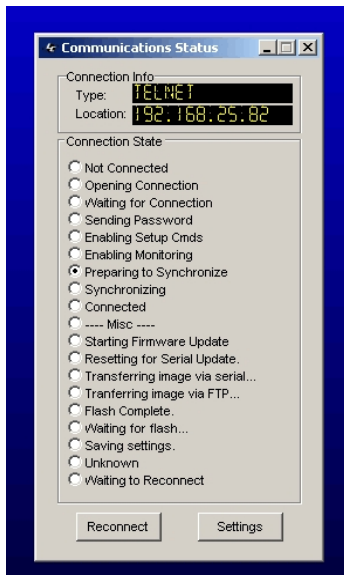 Communications Status
Connection Info
Type: TELNET
Location: 192.168.25.82
Connection State
Not Connected
Opening Connection
Waiting for Connection
Sending Password
Enabling Setup Cmds
Enabling Monitoring
Preparing to Synchronize
Synchronizing
Connected
---- Misc ----
Starting Firmware Update
Resetting for Serial Update.
Transferring image via serial...
Tranferring image via FTP...
Flash Complete.
Waiting for flash...
Saving settings.
Unknown
Waiting to Reconnect
Reconnect Settings